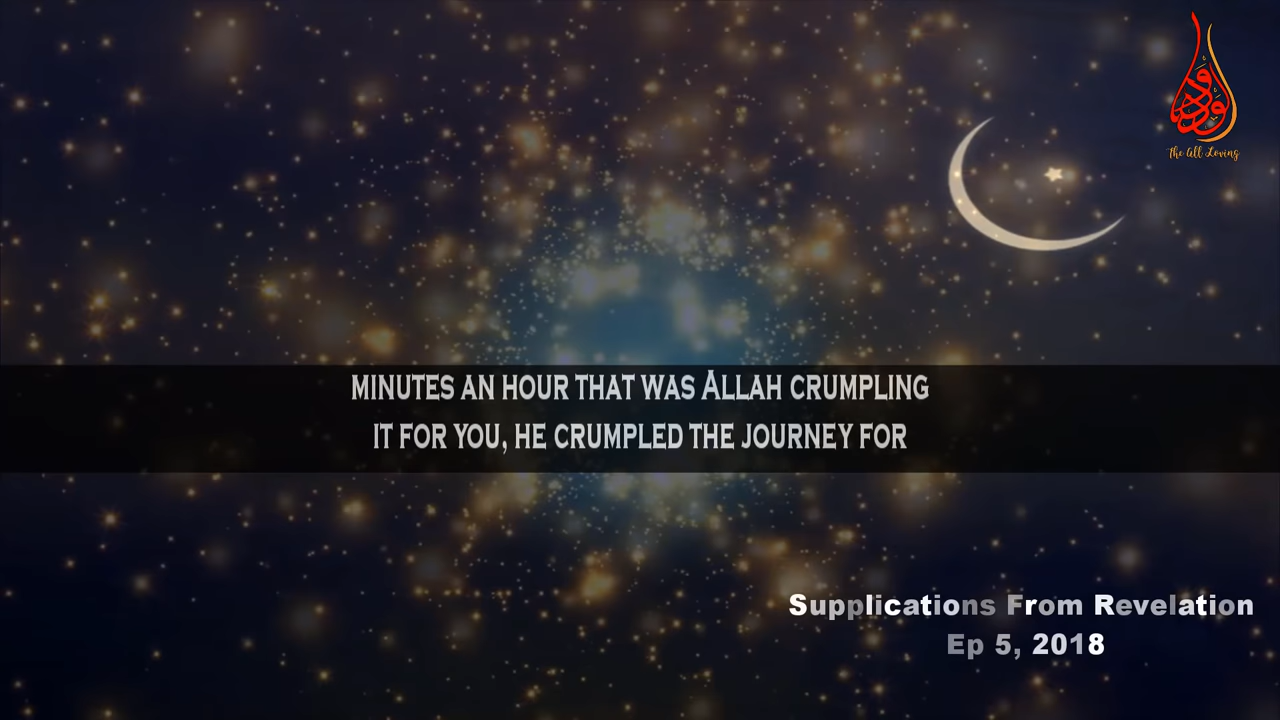 الودود
The All Loving
MINUTES AN HOUR THAT WAS ALLAH CRUMPLING
IT FOR YOU, HE CRUMPLED THE JOURNEY FOR
Supplications From Revelation
Ep 5, 2018